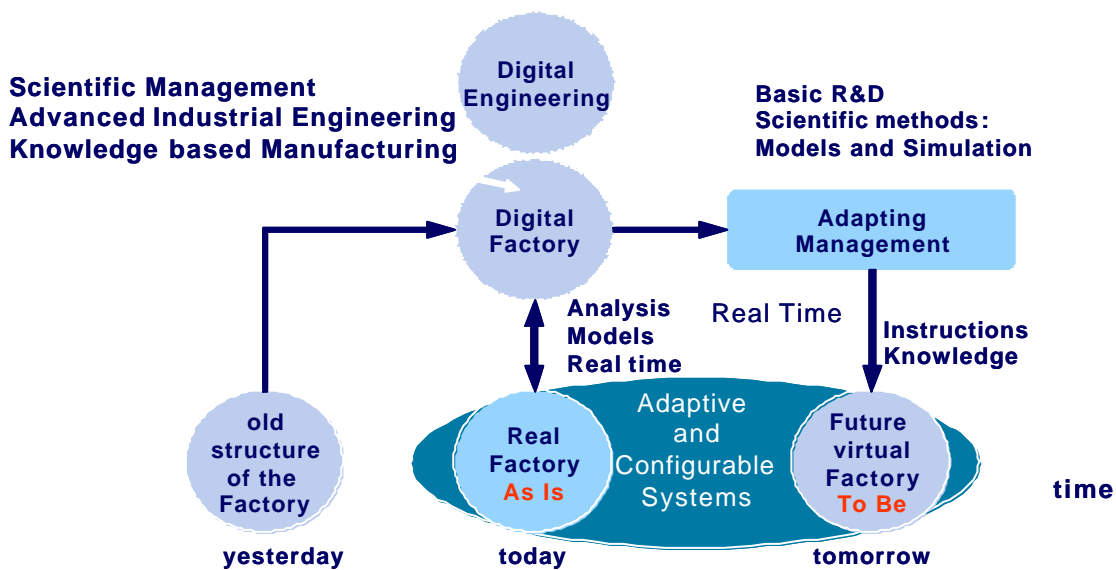 Digital
Engineering
Scientific Management
Advanced Industrial Engineering
Knowledge based Manufacturing
Basic R&D
Scientific methods:
Models and Simulation
Digital
Factory
Adapting
Management
Analysis
Models
Real time
Real Time
Instructions
Knowledge
old
structure
of the
Factory
Real
Factory
As Is
Adaptive
and
Configurable
Systems
Future
virtual
Factory
To Be
time
yesterday
today
tomorrow